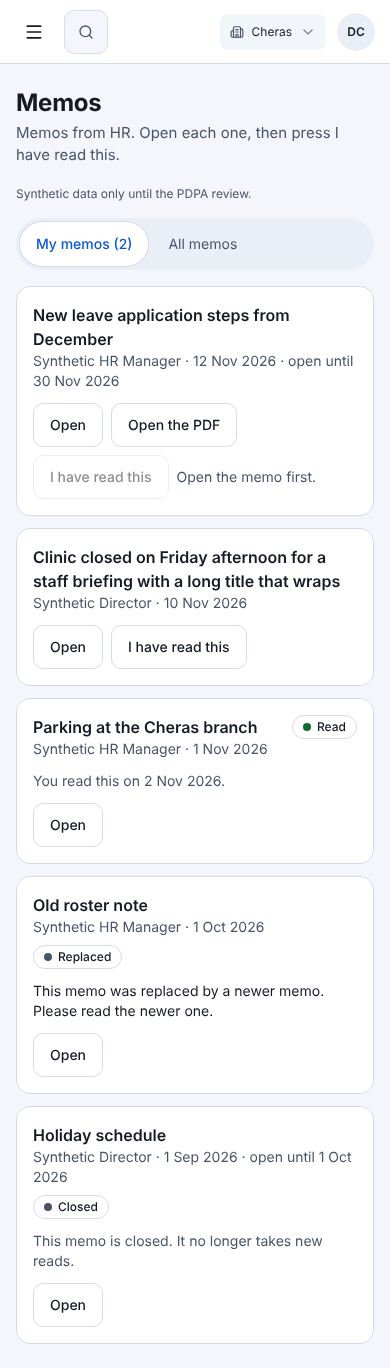 Cheras
DC
Memos
Memos from HR. Open each one, then press I
have read this.
Synthetic data only until the PDPA review.
My memos (2)
All memos
New leave application steps from
December
Synthetic HR Manager · 12 Nov 2026 · open until
30 Nov 2026
Open
Open the PDF
I have read this
Open the memo first.
Clinic closed on Friday afternoon for a
staff briefing with a long title that wraps
Synthetic Director · 10 Nov 2026
Open
I have read this
Parking at the Cheras branch
Read
Synthetic HR Manager · 1 Nov 2026
You read this on 2 Nov 2026.
Open
Old roster note
Synthetic HR Manager · 1 Oct 2026
Replaced
This memo was replaced by a newer memo.
Please read the newer one.
Open
Holiday schedule
Synthetic Director · 1 Sep 2026 · open until 1 Oct
2026
Closed
This memo is closed. It no longer takes new
reads.
Open